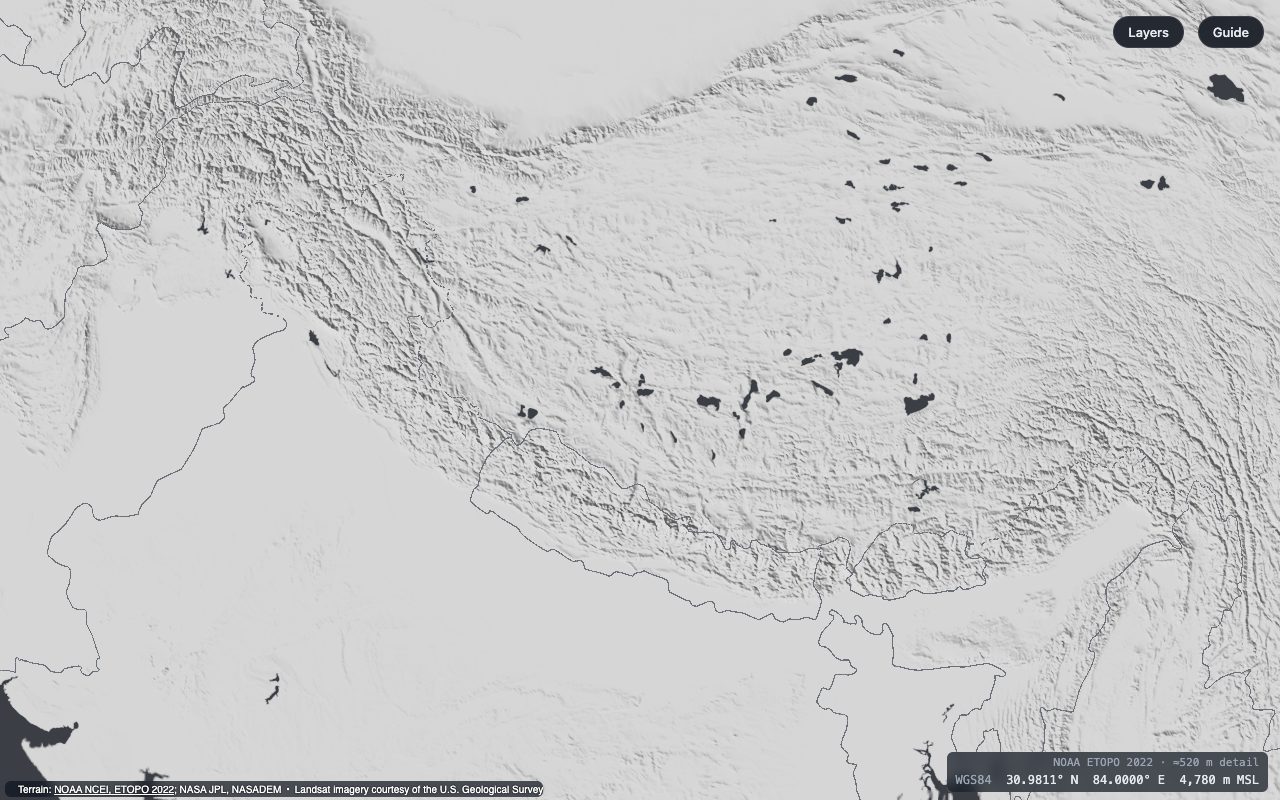 Layers
Guide
NOAA ETOPO 2022 · ≈520 m detail
WGS84 30.9811° N 84.0000° E 4,780 m MSL
Terrain: NOAA NCEI, ETOPO 2022; NASA JPL, NASADEM • Landsat imagery courtesy of the U.S. Geological Survey